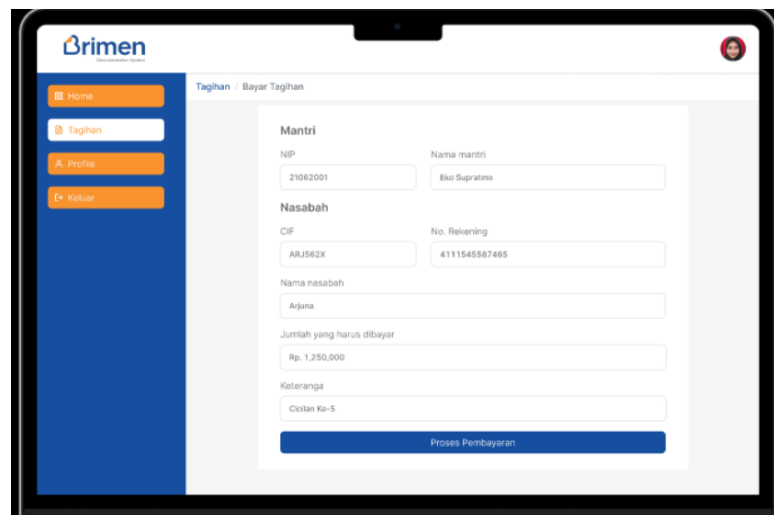 Brimen
Documentation System
Home
Tagihan
Profile
Keluar
Tagihan / Bayar Tagihan
Mantri
NIP Nama mantri
21062001 Eko Supratmo
Nasabah
CIF No. Rekening
ARJ582X 4111545587465
Nama nasabah
Arjuna
Jumlah yang harus dibayar
Rp. 1,250,000
Keteranga
Cicilan Ke-5
Proses Pembayaran